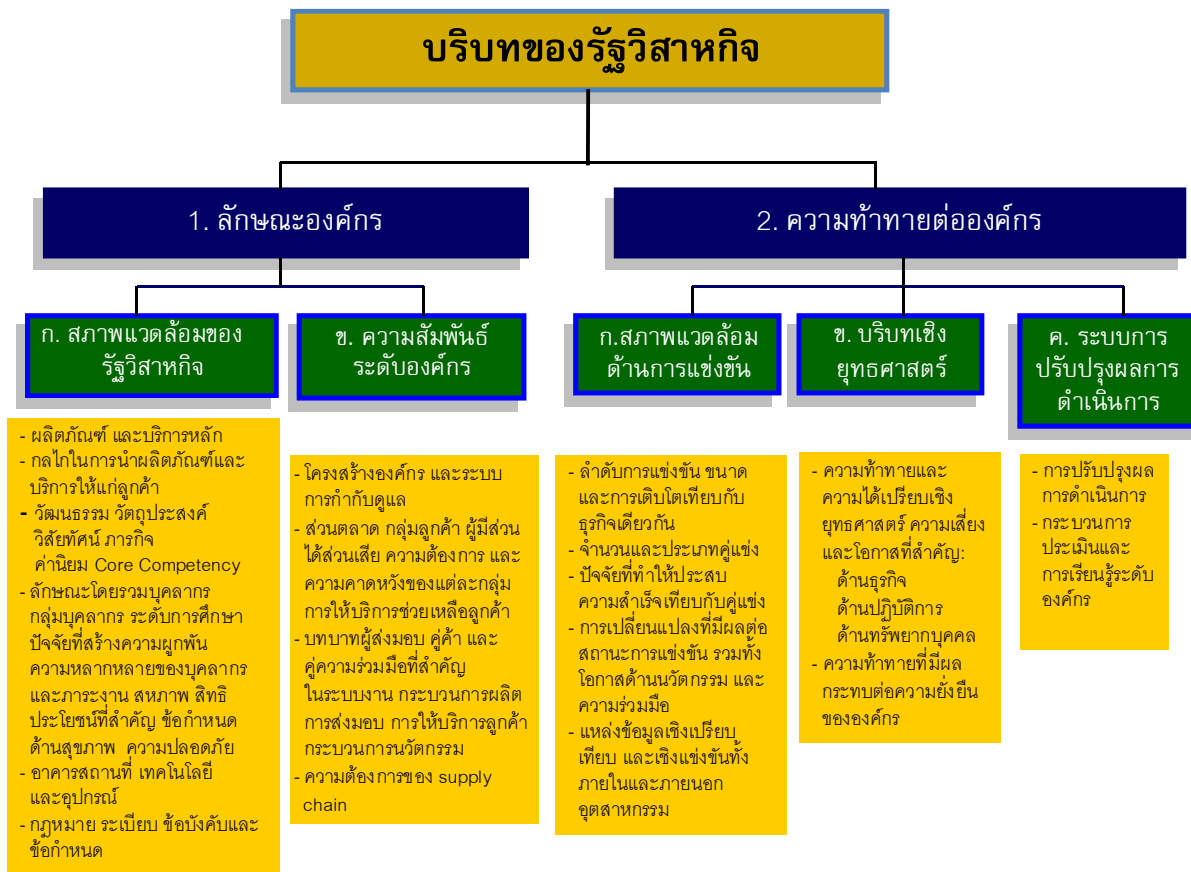 บริบทของรัฐวิสาหกิจ
1. ลักษณะองค์กร
2. ความท้าทายต่อองค์กร
ก. สภาพแวดล้อมของ
รัฐวิสาหกิจ
ข. ความสัมพันธ์
ระดับองค์กร
ก.สภาพแวดล้อม
ด้านการแข่งขัน
ข. บริบทเชิง
ยุทธศาสตร์
ค. ระบบการ
ปรับปรุงผลการ
ดำเนินการ
- ผลิตภัณฑ์ และบริการหลัก
- กลไกในการนำผลิตภัณฑ์และ
บริการให้แก่ลูกค้า
- วัฒนธรรม วัตถุประสงค์
วิสัยทัศน์ ภารกิจ
ค่านิยม Core Competency
- ลักษณะโดยรวมบุคลากร
กลุ่มบุคลากร ระดับการศึกษา
ปัจจัยที่สร้างความผูกพัน
ความหลากหลายของบุคลากร
และภาระงาน สหภาพ สิทธิ
ประโยชน์ที่สำคัญ ข้อกำหนด
ด้านสุขภาพ ความปลอดภัย
- อาคารสถานที่ เทคโนโลยี
และอุปกรณ์
- กฎหมาย ระเบียบ ข้อบังคับและ
ข้อกำหนด
- โครงสร้างองค์กร และระบบ
การกำกับดูแล
- ส่วนตลาด กลุ่มลูกค้า ผู้มีส่วน
ได้ส่วนเสีย ความต้องการ และ
ความคาดหวังของแต่ละกลุ่ม
การให้บริการช่วยเหลือลูกค้า
- บทบาทผู้ส่งมอบ คู่ค้า และ
คู่ความร่วมมือที่สำคัญ
ในระบบงาน กระบวนการผลิต
การส่งมอบ การให้บริการลูกค้า
กระบวนการนวัตกรรม
- ความต้องการของ supply
chain
- ลำดับการแข่งขัน ขนาด
และการเติบโตเทียบกับ
ธุรกิจเดียวกัน
- จำนวนและประเภทคู่แข่ง
- ปัจจัยที่ทำให้ประสบ
ความสำเร็จเทียบกับคู่แข่ง
- การเปลี่ยนแปลงที่มีผลต่อ
สถานะการแข่งขัน รวมทั้ง
โอกาสด้านนวัตกรรม และ
ความร่วมมือ
- แหล่งข้อมูลเชิงเปรียบ
เทียบ และเชิงแข่งขันทั้ง
ภายในและภายนอก
อุตสาหกรรม
- ความท้าทายและ
ความได้เปรียบเชิง
ยุทธศาสตร์ ความเสี่ยง
และโอกาสที่สำคัญ:
ด้านธุรกิจ
ด้านปฏิบัติการ
ด้านทรัพยากบุคคล
- ความท้าทายที่มีผล
กระทบต่อความยั่งยืน
ขององค์กร
- การปรับปรุงผล
การดำเนินการ
- กระบวนการ
ประเมินและ
การเรียนรู้ระดับ
องค์กร